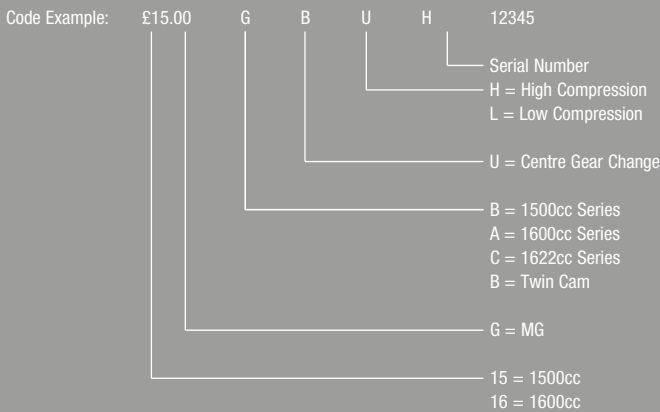 Code Example: £15.00 G B U H 12345
Serial Number
H = High Compression
L = Low Compression
U = Centre Gear Change
B = 1500cc Series
A = 1600cc Series
C = 1622cc Series
B = Twin Cam
G = MG
15 = 1500cc
16 = 1600cc